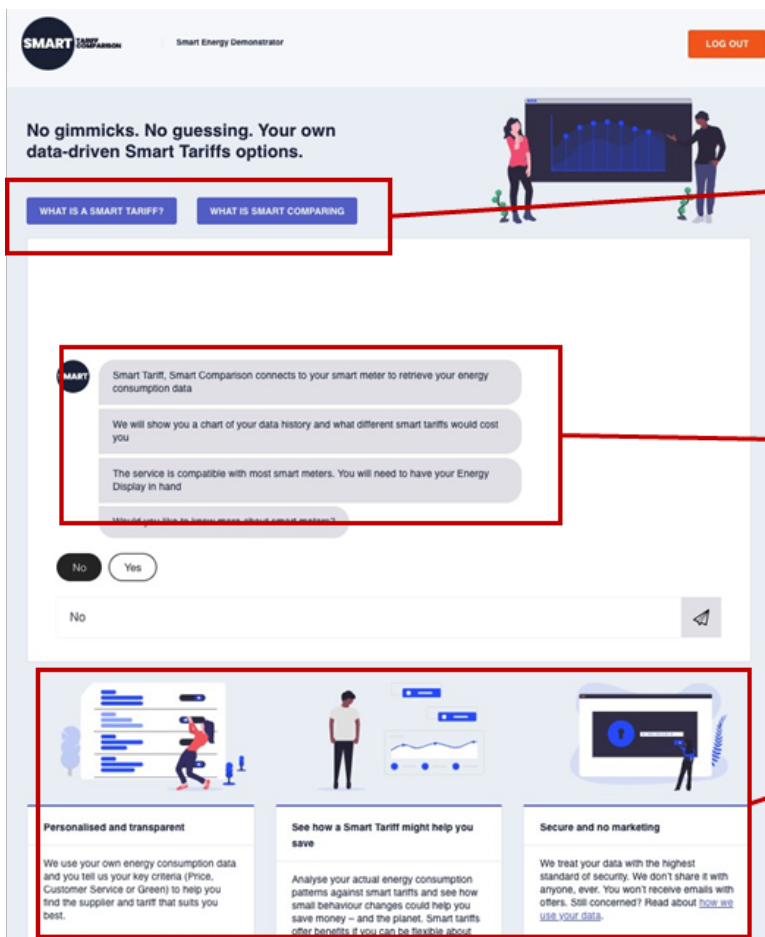 SMART TARIFF
COMPARISON
Smart Energy Demonstrator
LOG OUT
No gimmicks. No guessing. Your own
data-driven Smart Tariffs options.
WHAT IS A SMART TARIFF?
WHAT IS SMART COMPARING
SMART
Smart Tariff, Smart Comparison connects to your smart meter to retrieve your energy
consumption data
We will show you a chart of your data history and what different smart tariffs would cost
you
The service is compatible with most smart meters. You will need to have your Energy
Display in hand
Would you like to know more about smart meters?
No
Yes
No
Personalised and transparent
We use your own energy consumption data
and you tell us your key criteria (Price,
Customer Service or Green) to help you
find the supplier and tariff that suits you
best.
See how a Smart Tariff might help you
save
Analyse your actual energy consumption
patterns against smart tariffs and see how
small behaviour changes could help you
save money – and the planet. Smart tariffs
offer benefits if you can be flexible about
Secure and no marketing
We treat your data with the highest
standard of security. We don't share it with
anyone, ever. You won't receive emails with
offers. Still concerned? Read about how we
use your data.